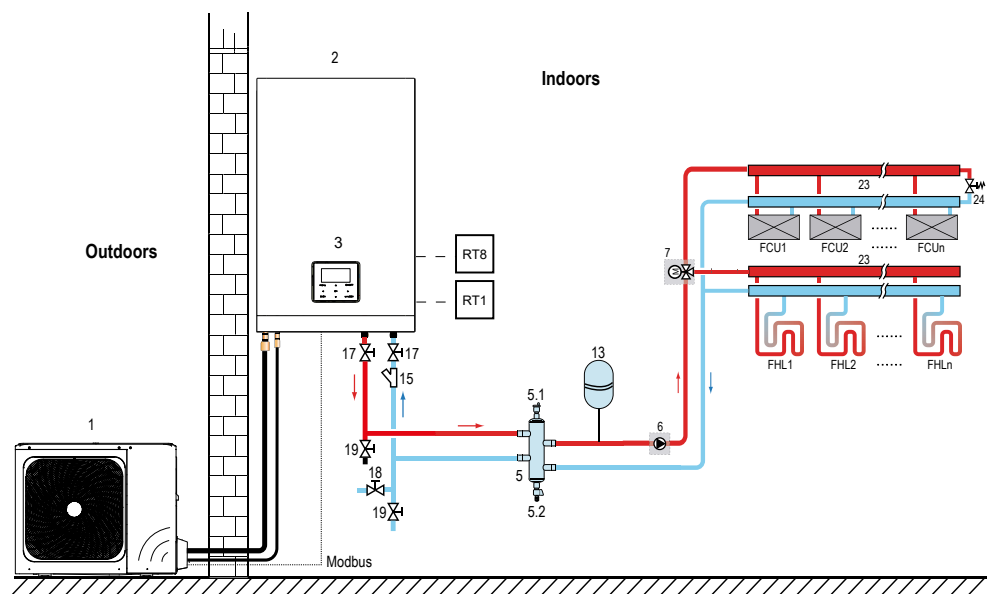 2
Indoors
23
24
FCU1 FCU2 ...... FCUn
......
Outdoors
3
RT8
7
M
23
RT1
17 17
15
13
FHL1 FHL2 ...... FHLn
......
5.1
1
6
19
18
5
19
5.2
Modbus